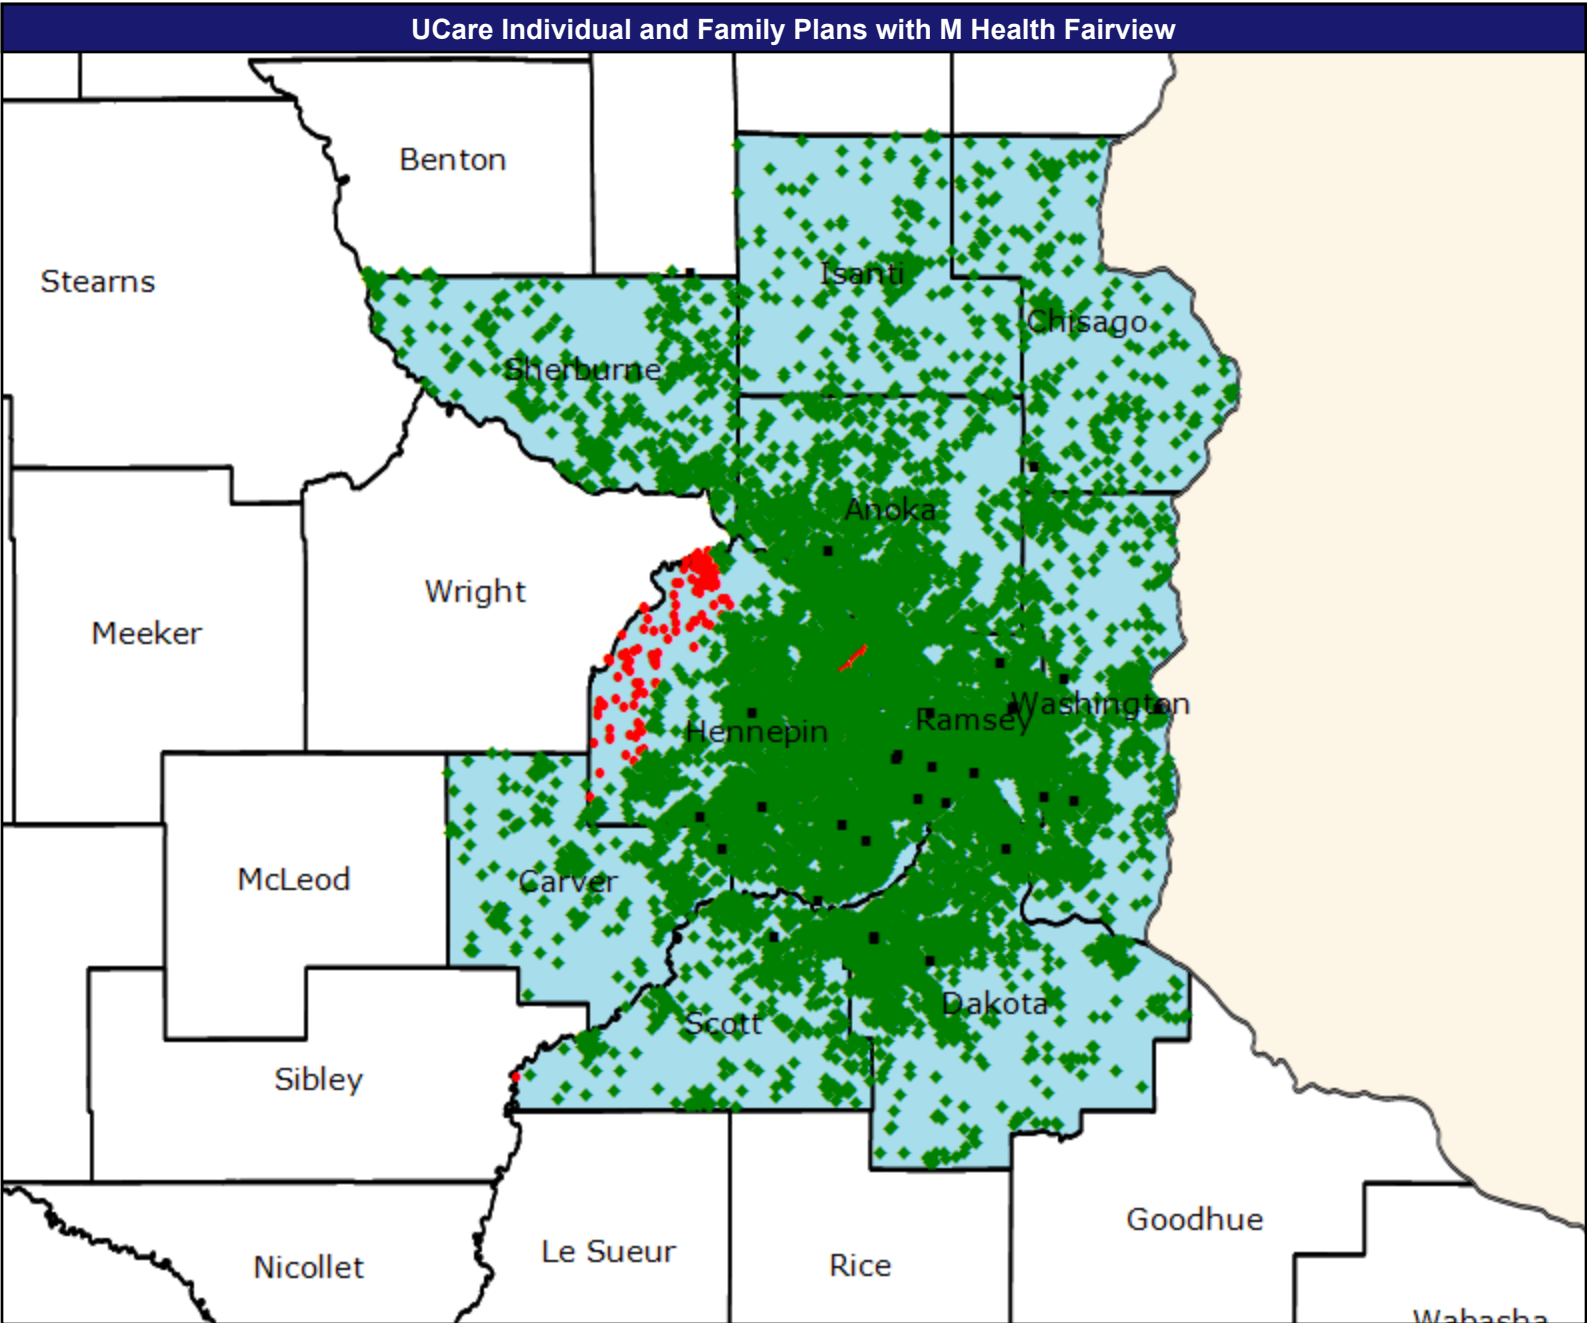 UCare Individual and Family Plans with M Health Fairview
Benton
Stearns
Isanti
Chisago
Sherburne
Anoka
Wright
Meeker
Washington
Ramsey
Hennepin
McLeod
Carver
Dakota
Scott
Sibley
Goodhue
Le Sueur
Rice
Nicollet
Wabasha